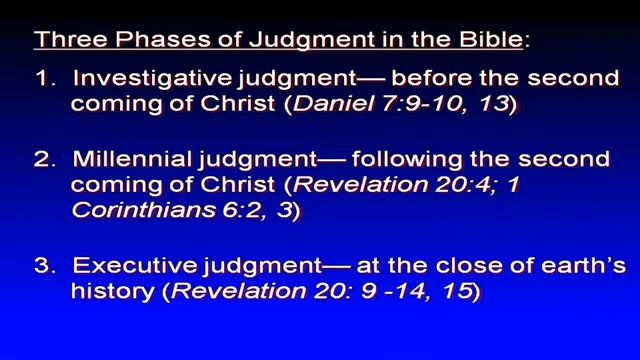 Three Phases of Judgment in the Bible:
1. Investigative judgment— before the second
coming of Christ (Daniel 7:9-10, 13)
2. Millennial judgment— following the second
coming of Christ (Revelation 20:4; 1
Corinthians 6:2, 3)
3. Executive judgment— at the close of earth's
history (Revelation 20: 9 -14, 15)